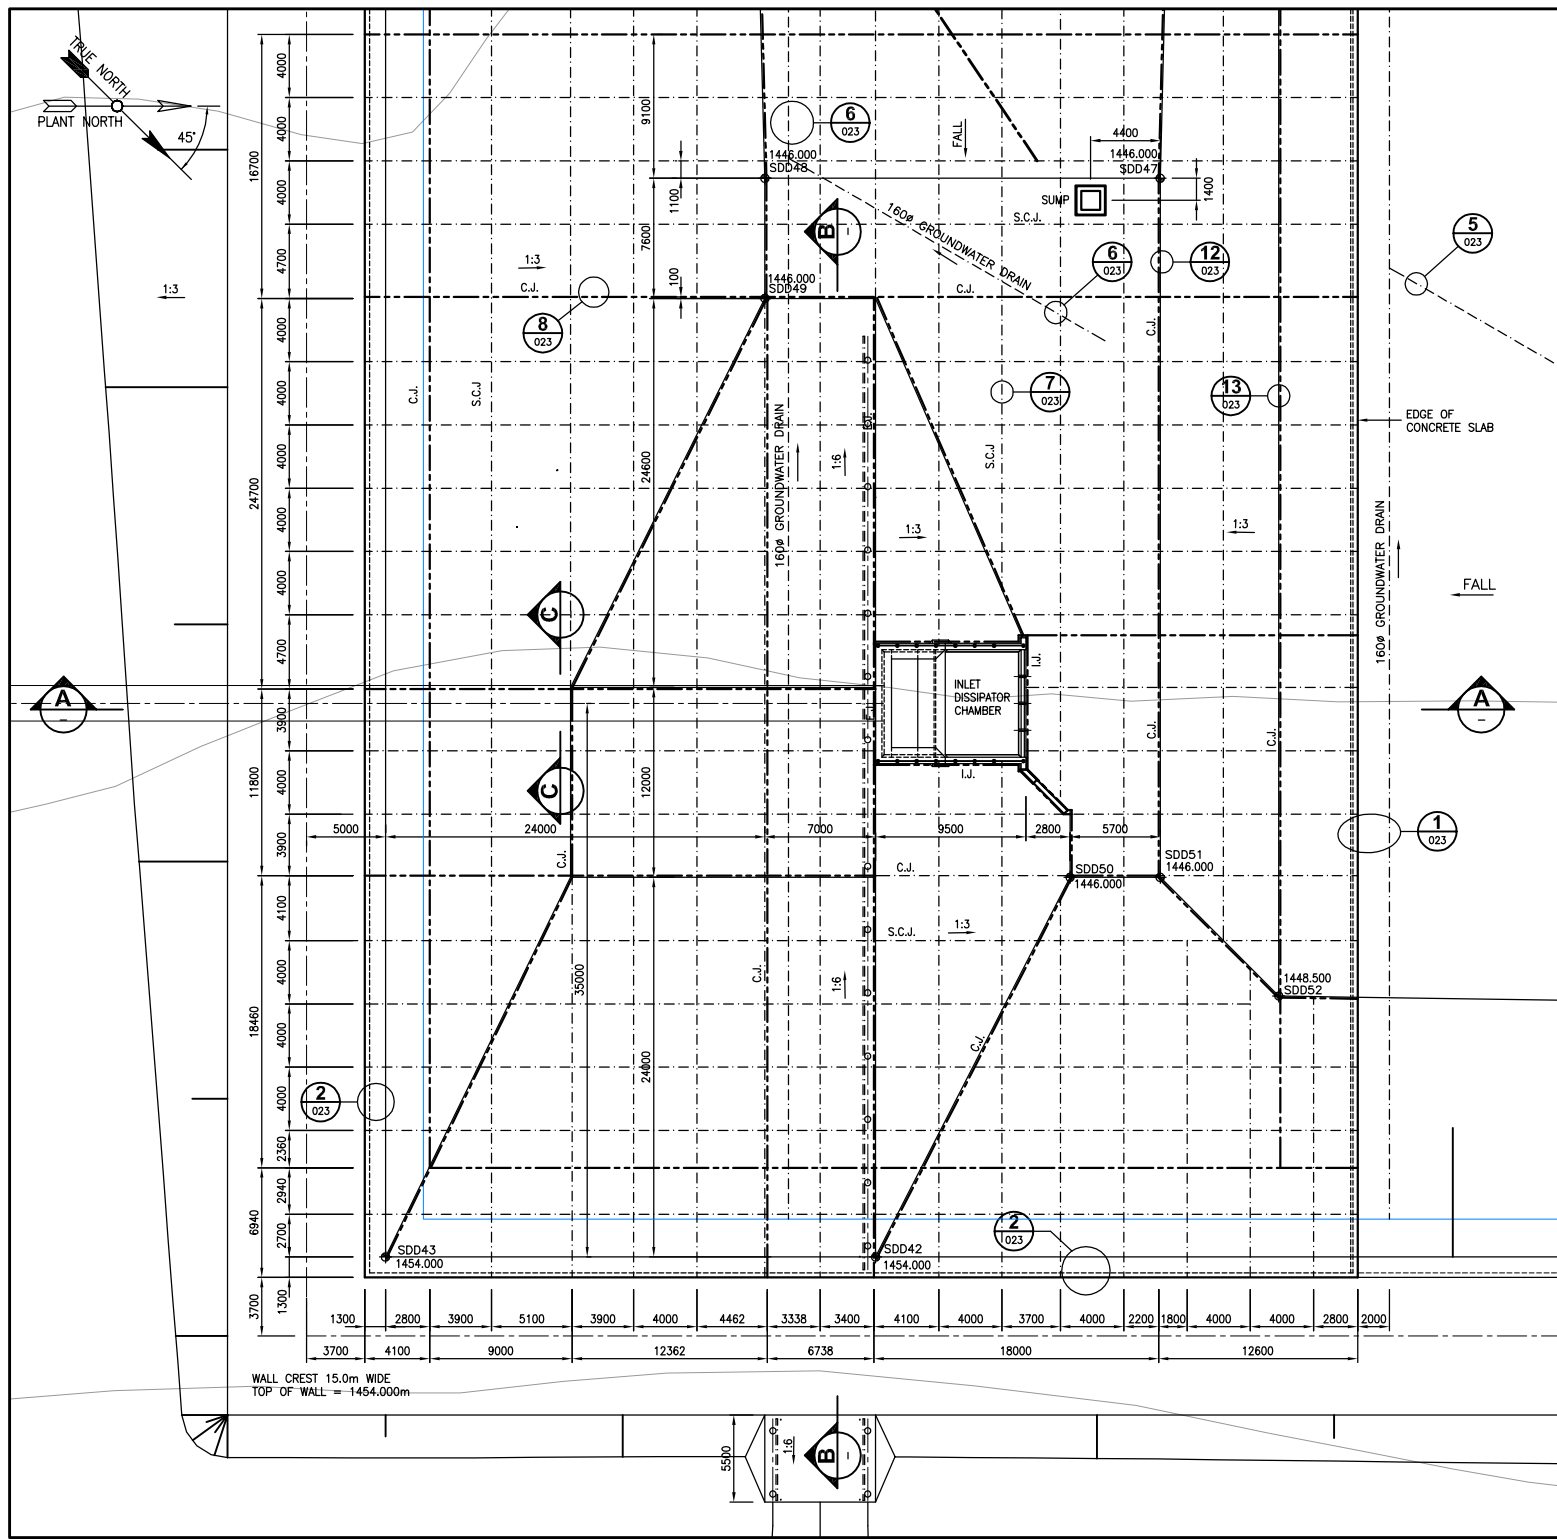 TRUE NORTH
PLANT NORTH
45°
16700
4000
4000
4000
4700
24700
4000
4000
4000
4000
4000
4700
11800
3900
4000
3900
18460
4100
4000
4000
4000
2360
6940
2940
2700
3700
1300
9100
1100
7600
100
24600
12000
24000
35000
6
023
FALL
4400
1446.000
SDD48
1446.000
SDD47
1400
SUMP
S.C.J.
160ø GROUNDWATER DRAIN
B
-
5
023
6
023
12
023
1:3
1:3
C.J.
1446.000
SDD49
C.J.
8
023
C.J.
C.J.
S.C.J
7
023
13
023
EDGE OF
CONCRETE SLAB
160ø GROUNDWATER DRAIN
1:6
S.C.J
1:3
1:3
160ø GROUNDWATER DRAIN
FALL
C
C
I.J.
INLET
DISSIPATOR
CHAMBER
I.J.
A
-
A
-
C.J.
C.J.
5000
24000
7000
9500
2800
5700
1
023
C.J.
C.J.
SDD50
1446.000
SDD51
1446.000
S.C.J.
1:3
C.J.
1:6
C.J.
1448.500
SDD52
2
023
2
023
SDD43
1454.000
SDD42
1454.000
1300
2800
3900
5100
3900
4000
4462
3338
3400
4100
4000
3700
4000
2200
1800
4000
4000
2800
2000
3700
4100
9000
12362
6738
18000
12600
WALL CREST 15.0m WIDE
TOP OF WALL = 1454.000m
5500
1:6
B
-